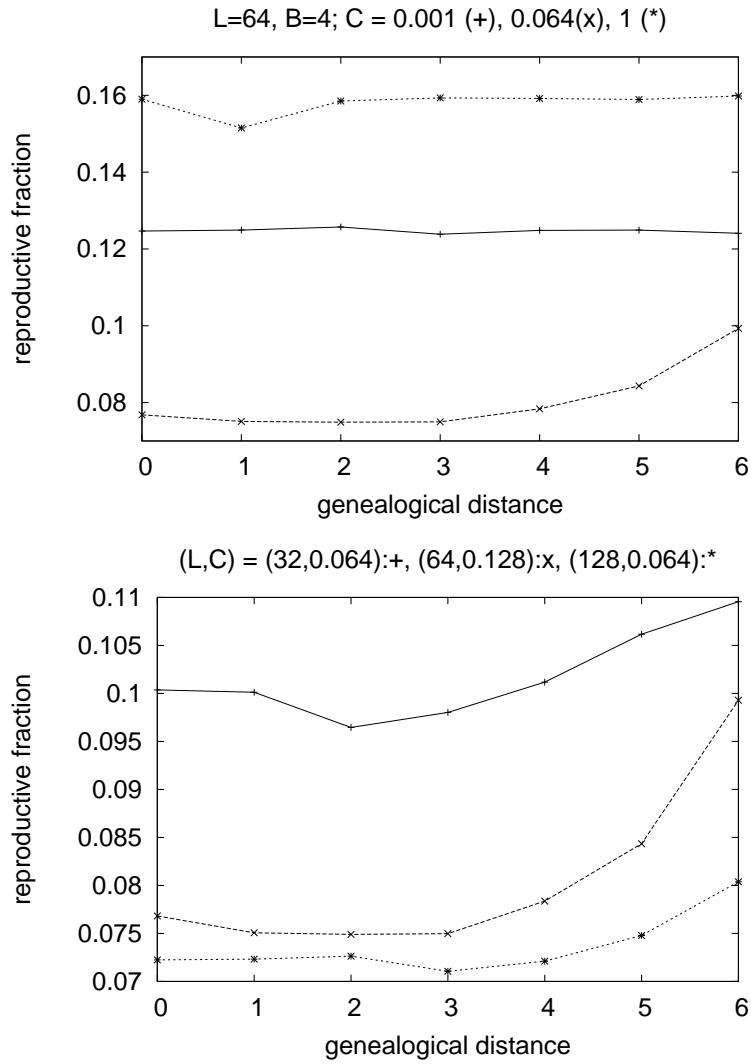 L=64, B=4; C = 0.001 (+), 0.064(x), 1 (*)
0.16
0.14
0.12
0.1
0.08
reproductive fraction
0 1 2 3 4 5 6
genealogical distance
(L,C) = (32,0.064):+, (64,0.128):x, (128,0.064):*
0.11
0.105
0.1
0.095
0.09
0.085
0.08
0.075
0.07
reproductive fraction
0 1 2 3 4 5 6
genealogical distance